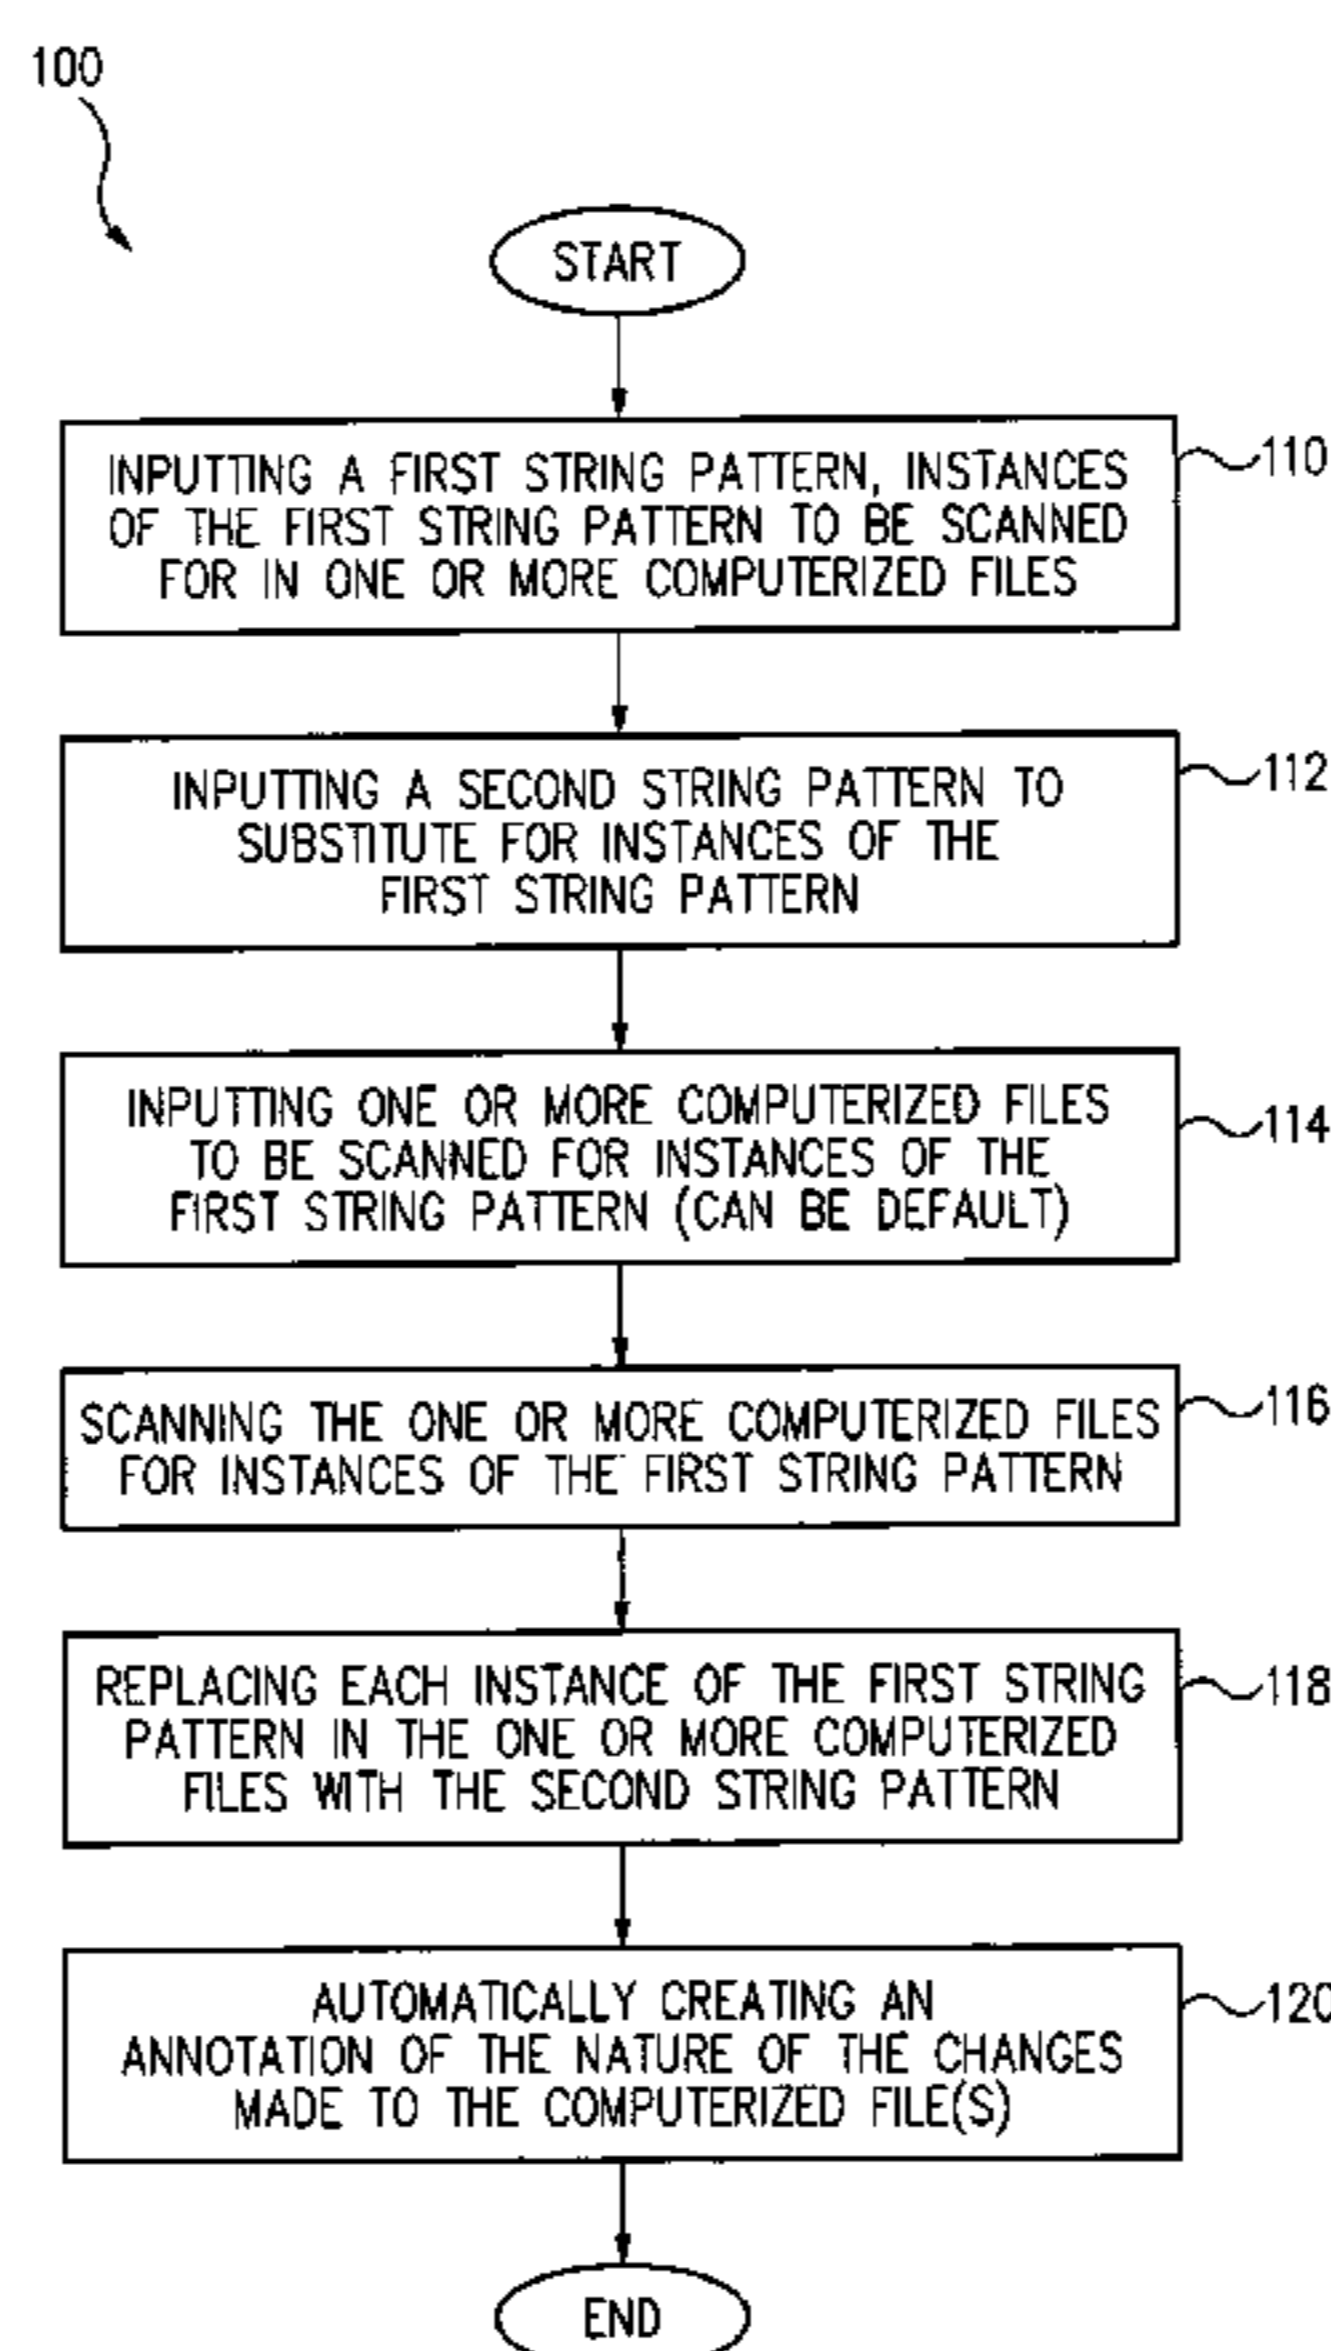 100
START
INPUTTING A FIRST STRING PATTERN, INSTANCES
OF THE FIRST STRING PATTERN TO BE SCANNED
FOR IN ONE OR MORE COMPUTERIZED FILES
110
INPUTTING A SECOND STRING PATTERN TO
SUBSTITUTE FOR INSTANCES OF THE
FIRST STRING PATTERN
112
INPUTTING ONE OR MORE COMPUTERIZED FILES
TO BE SCANNED FOR INSTANCES OF THE
FIRST STRING PATTERN (CAN BE DEFAULT)
114
SCANNING THE ONE OR MORE COMPUTERIZED FILES
FOR INSTANCES OF THE FIRST STRING PATTERN
116
REPLACING EACH INSTANCE OF THE FIRST STRING
PATTERN IN THE ONE OR MORE COMPUTERIZED
FILES WITH THE SECOND STRING PATTERN
118
AUTOMATICALLY CREATING AN
ANNOTATION OF THE NATURE OF THE CHANGES
MADE TO THE COMPUTERIZED FILE(S)
120
END